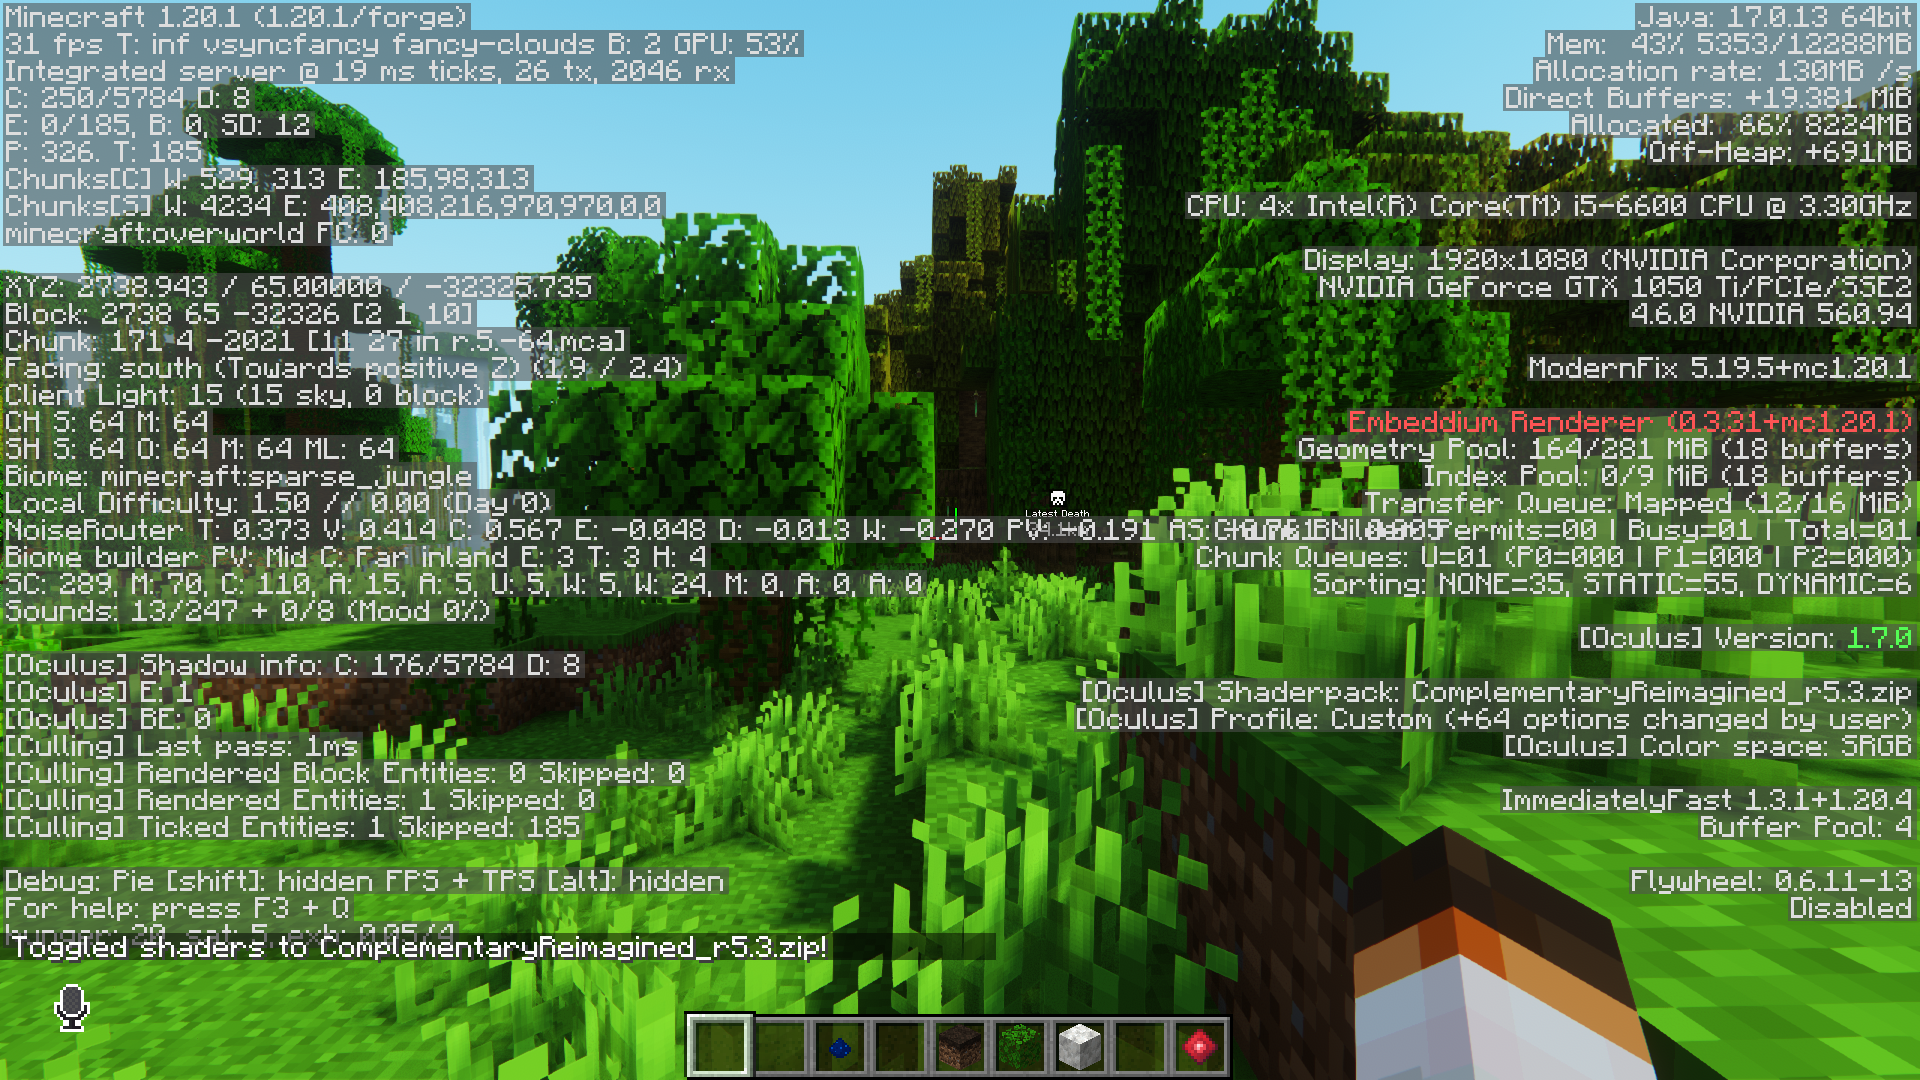 Minecraft 1.20.1 (1.20.1/forge)
31 fps T: inf vsyncfancy fancy-clouds B: 2 GPU: 53%
Integrated server @ 19 ms ticks, 26 tx, 2046 rx
C: 250/5784 D: 8
E: 0/185, B: 0, SD: 12
P: 326. T: 185
Chunks[C] W: 529, 313 E: 185,98,313
Chunks[S] W: 4234 E: 408,408,216,970,970,0,0
minecraft:overworld FC: 0
XYZ: 2738.943 / 65.00000 / -32325.735
Block: 2738 65 -32326 [2 1 10]
Chunk: 171 4 -2021 [11 27 in r.5.-64.mca]
Facing: south (Towards positive Z) (1.9 / 2.4)
Client Light: 15 (15 sky, 0 block)
CH S: 64 M: 64
SH S: 64 O: 64 M: 64 ML: 64
Biome: minecraft:sparse_jungle
Local Difficulty: 1.50 // 0.00 (Day 0)
NoiseRouter T: 0.373 V: -0.414 C: 0.567 E: -0.048 D: -0.013 W: -0.270 PV: -0.191 AS:
Biome builder PV: Mid C: Far inland E: 3 T: 3 H: 4
SC: 289, M: 70, C: 110, A: 15, A: 5, U: 5, W: 5, W: 24, M: 0, A: 0, A: 0
Sounds: 13/247 + 0/8 (Mood 0%)
[Oculus] Shadow info: C: 176/5784 D: 8
[Oculus] E: 1
[Oculus] BE: 0
[Culling] Last pass: 1ms
[Culling] Rendered Block Entities: 0 Skipped: 0
[Culling] Rendered Entities: 1 Skipped: 0
[Culling] Ticked Entities: 1 Skipped: 185
Debug: Pie [shift]: hidden FPS + TPS [alt]: hidden
For help: press F3 + Q
hunger: 20, sat: 5, exh: 0.05/4
Toggled shaders to ComplementaryReimagined_r5.3.zip!
Latest Death
Java: 17.0.13 64bit
Mem: 43% 5353/12288MB
Allocation rate: 130MB /s
Direct Buffers: +19.381 MiB
Allocated: 66% 8224MB
Off-Heap: +691MB
CPU: 4x Intel(R) Core(TM) i5-6600 CPU @ 3.30GHz
Display: 1920x1080 (NVIDIA Corporation)
NVIDIA GeForce GTX 1050 Ti/PCIe/SSE2
4.6.0 NVIDIA 560.94
ModernFix 5.19.5+mc1.20.1
Embeddium Renderer (0.3.31+mc1.20.1)
Geometry Pool: 164/281 MiB (18 buffers)
Index Pool: 0/9 MiB (18 buffers)
Transfer Queue: Mapped (12/16 MiB)
Permits=00 | Busy=01 | Total=01
Chunk Queues: U=01 (P0=000 | P1=000 | P2=000)
Sorting: NONE=35, STATIC=55, DYNAMIC=6
[Oculus] Version: 1.7.0
[Oculus] Shaderpack: ComplementaryReimagined_r5.3.zip
[Oculus] Profile: Custom (+64 options changed by user)
[Oculus] Color space: SRGB
ImmediatelyFast 1.3.1+1.20.4
Buffer Pool: 4
Flywheel: 0.6.11-13
Disabled